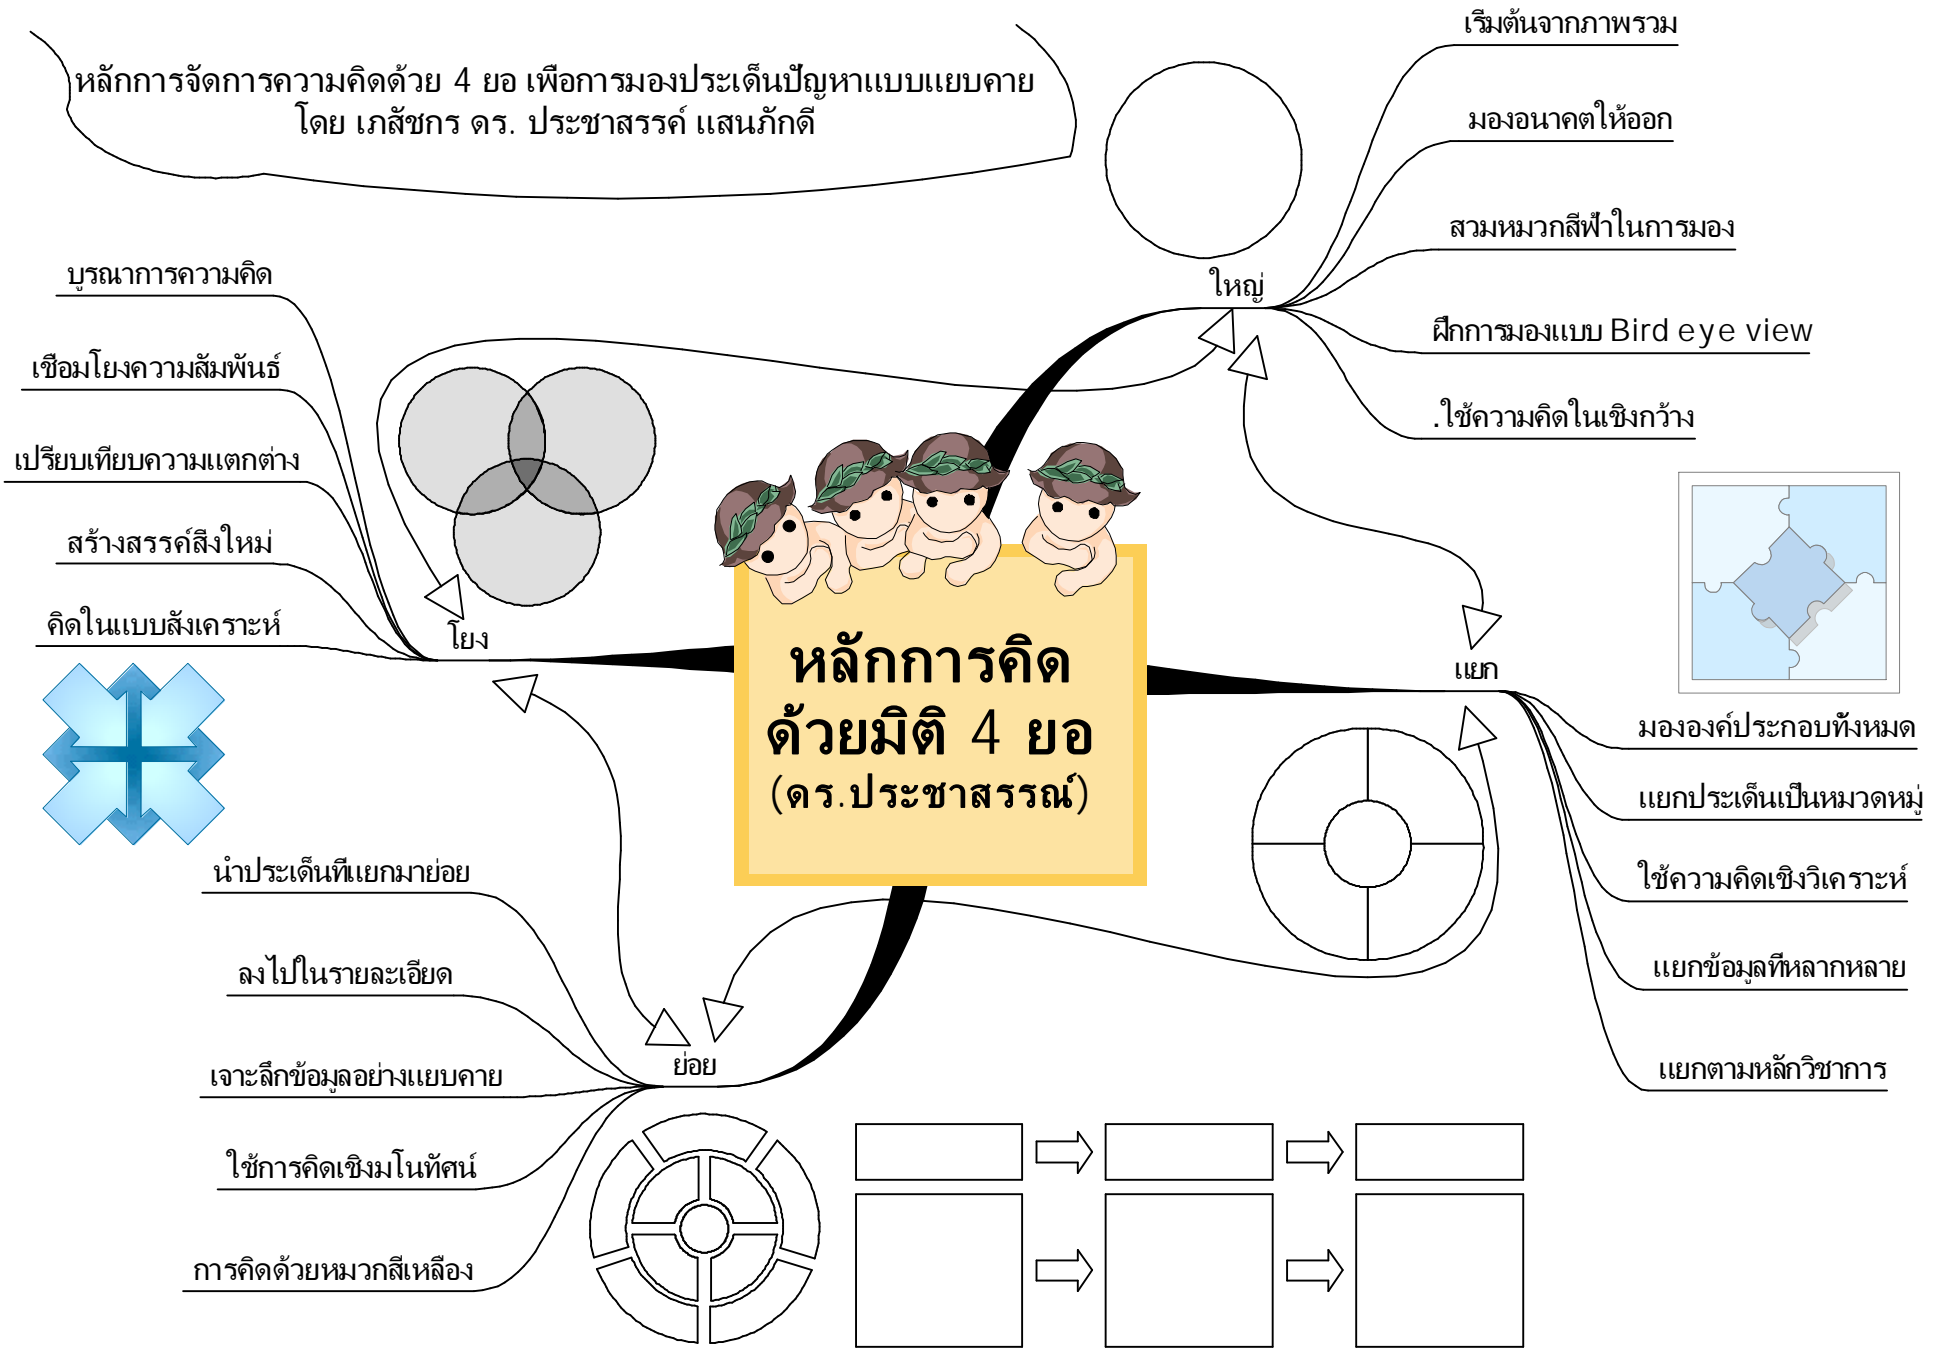 หลักการจัดการความคิดด้วย 4 ยอ เพือการมองประเด็นปัญหาแบบแยบคาย
โดย เภสัชกร ดร. ประชาสรรค์ แสนภักดี
หลักการคิด
ด้วยมิติ 4 ยอ
(ดร.ประชาสรรณ์)
ใหญ่
เริมต้นจากภาพรวม
มองอนาคตให้ออก
สวมหมวกสีฟ้าในการมอง
ฝึกการมองแบบ Bird eye view
.ใช้ความคิดในเชิงกว้าง
แยก
มององค์ประกอบทังหมด
แยกประเด็นเป็นหมวดหมู่
ใช้ความคิดเชิงวิเคราะห์
แยกข้อมูลทีหลากหลาย
แยกตามหลักวิชาการ
ย่อย
นำประเด็นทีแยกมาย่อย
ลงไปในรายละเอียด
เจาะลึกข้อมูลอย่างแยบคาย
ใช้การคิดเชิงมโนทัศน์
การคิดด้วยหมวกสีเหลือง
โยง
บูรณาการความคิด
เชือมโยงความสัมพันธ์
เปรียบเทียบความแตกต่าง
สร้างสรรค์สิงใหม่
คิดในแบบสังเคราะห์